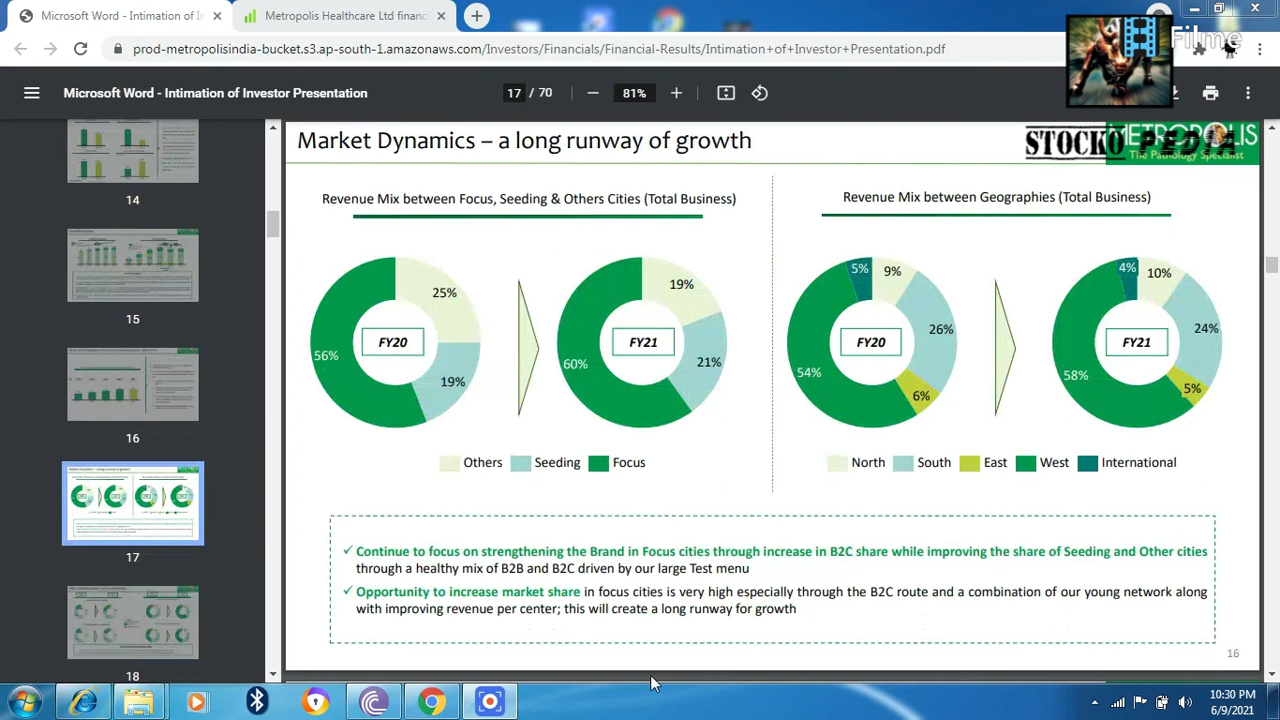 Microsoft Word - Intimation of In
Metropolis Healthcare Ltd financ
prod-metropolisindia-bucket.s3.ap-south-1.amazonaws.com/Investors/Financials/Financial-Results/Intimation+of+Investor+Presentation.pdf
Filme
Microsoft Word - Intimation of Investor Presentation
17 / 70
81%
14
15
16
17
18
Market Dynamics – a long runway of growth
STOCKO PEDIA
METROPOLIS
The Pathology Specialist
Revenue Mix between Focus, Seeding & Others Cities (Total Business)
Revenue Mix between Geographies (Total Business)
25%
56%
19%
FY20
19%
60%
21%
FY21
5%
9%
26%
54%
6%
FY20
4%
10%
24%
58%
5%
FY21
Others Seeding Focus
North South East West International
✓ Continue to focus on strengthening the Brand in Focus cities through increase in B2C share while improving the share of Seeding and Other cities
through a healthy mix of B2B and B2C driven by our large Test menu
✓ Opportunity to increase market share in focus cities is very high especially through the B2C route and a combination of our young network along
with improving revenue per center; this will create a long runway for growth
16
10:30 PM
6/9/2021